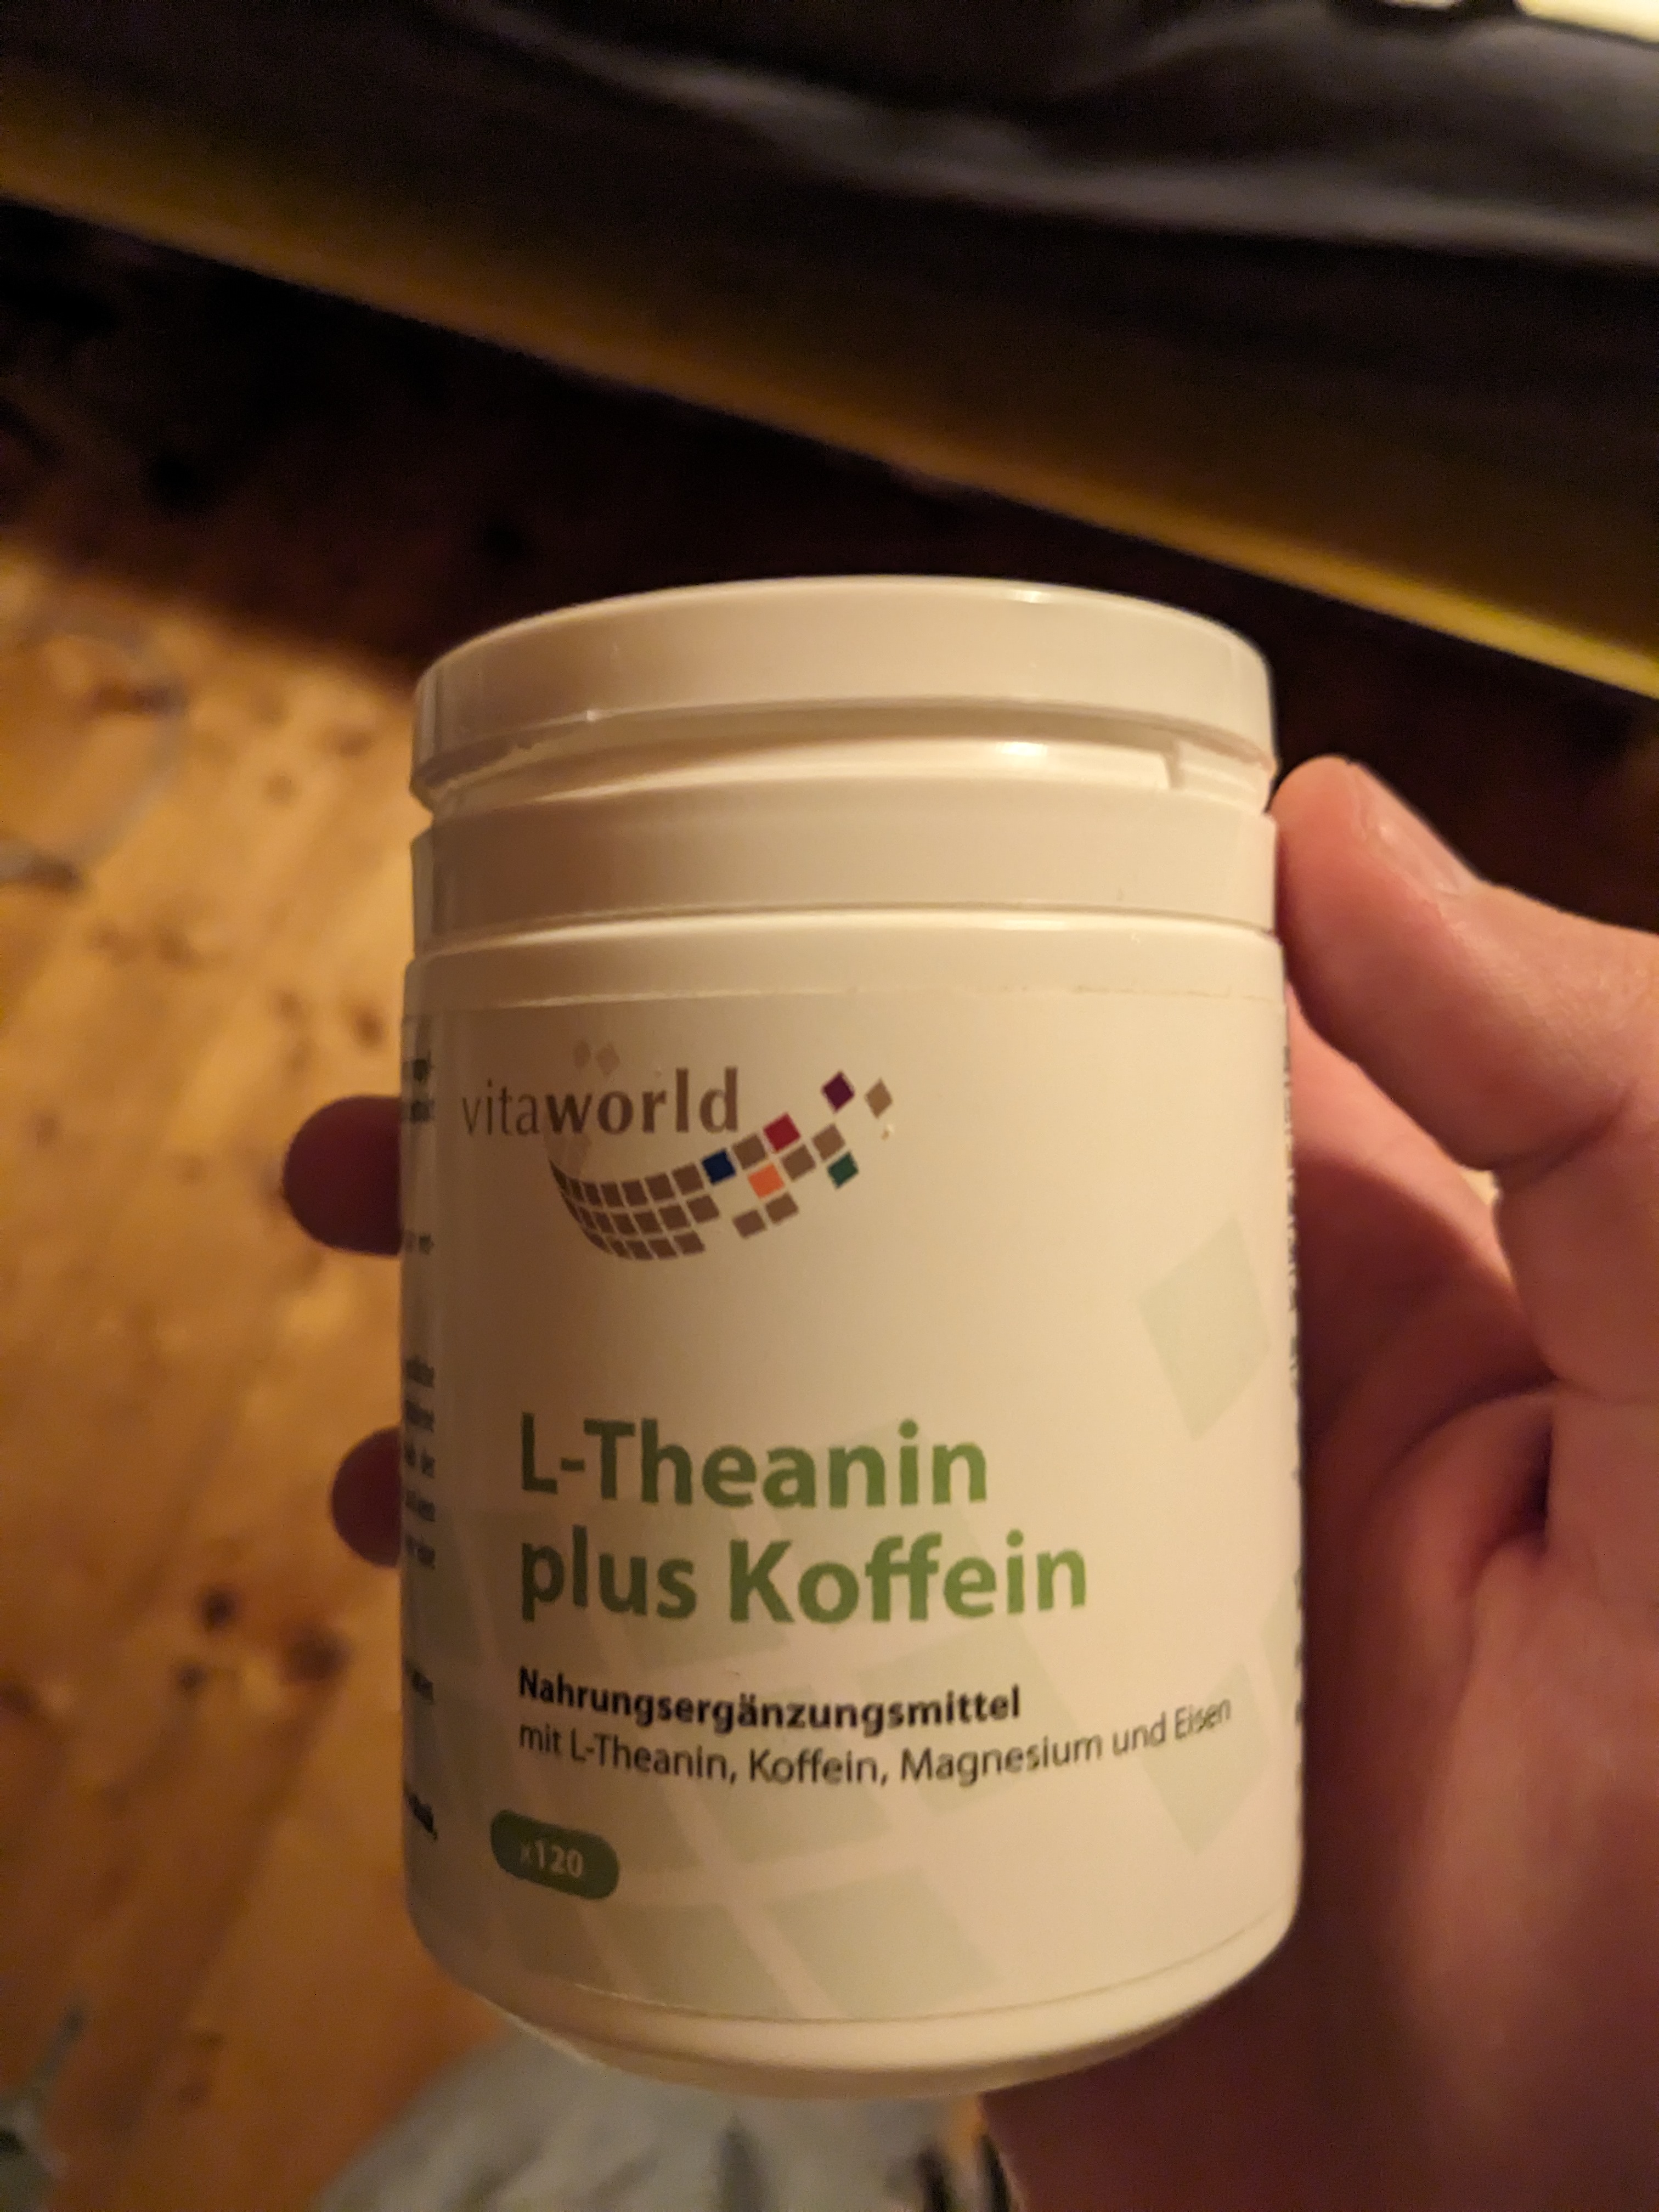 vitaworld
L-Theanin
plus Koffein
Nahrungsergänzungsmittel
mit L-Theanin, Koffein, Magnesium und Eisen
x120